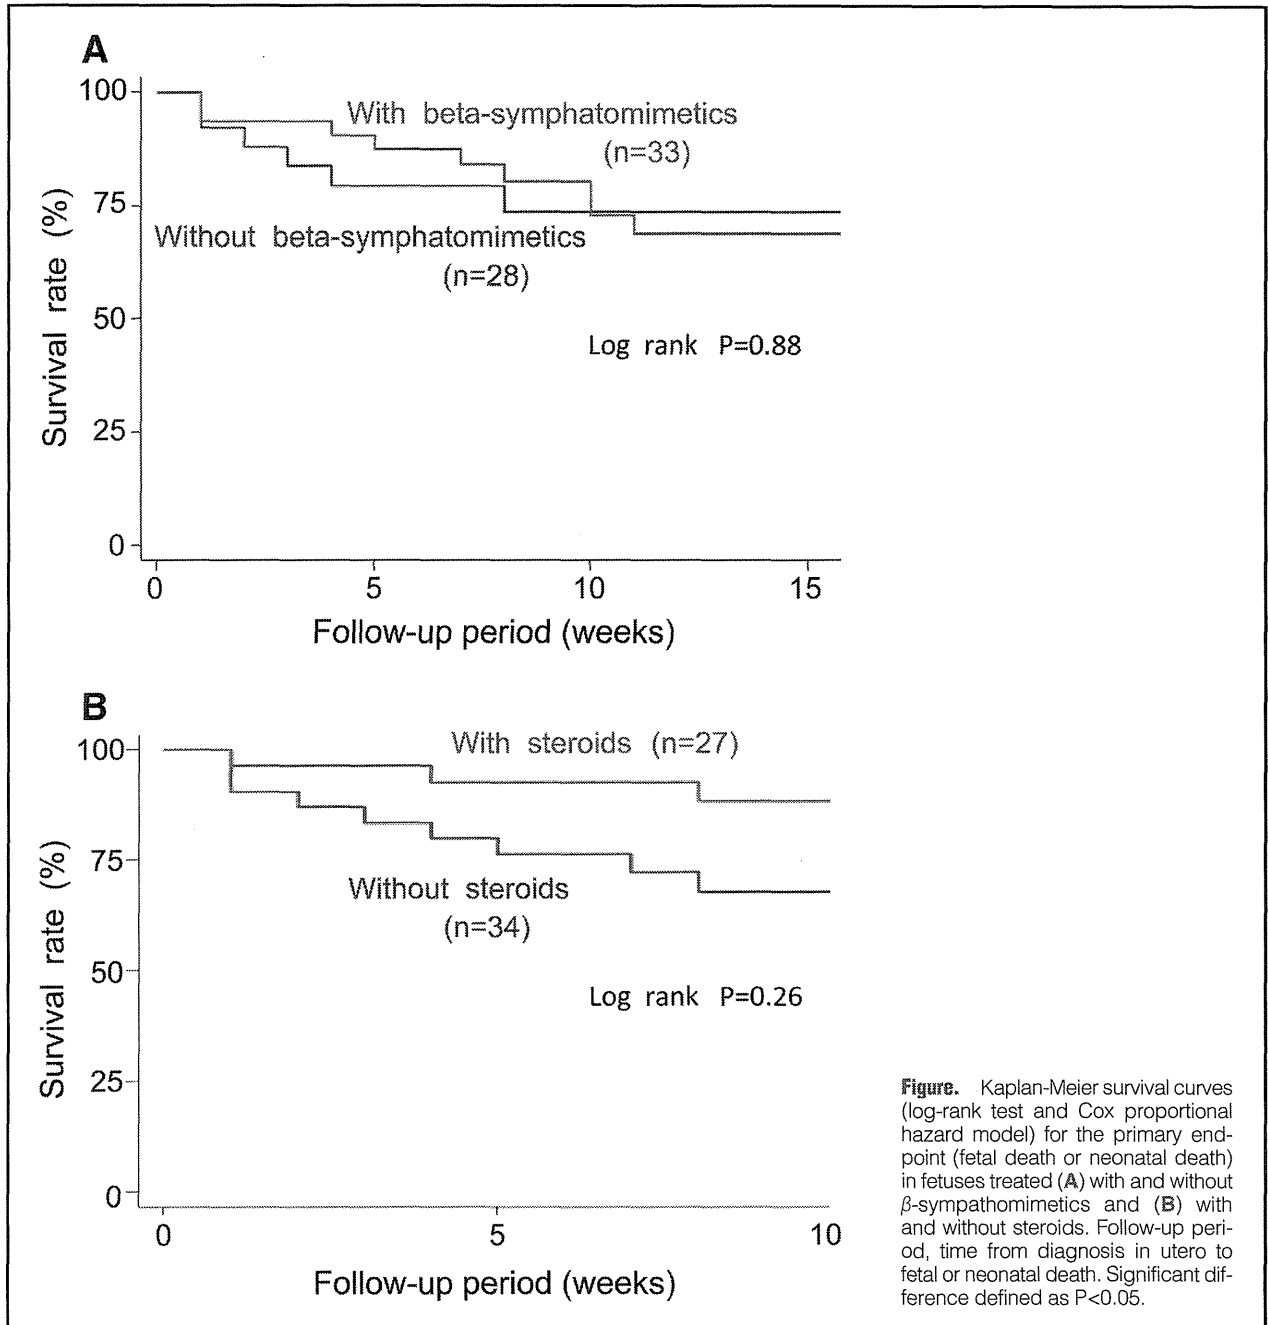 A
100
75
50
25
0
Survival rate (%)
With beta-symphatomimetics
(n=33)
Without beta-symphatomimetics
(n=28)
Log rank P=0.88
0 5 10 15
Follow-up period (weeks)
B
100
75
50
25
0
Survival rate (%)
With steroids (n=27)
Without steroids
(n=34)
Log rank P=0.26
0 5 10
Follow-up period (weeks)
Figure. Kaplan-Meier survival curves
(log-rank test and Cox proportional
hazard model) for the primary end-
point (fetal death or neonatal death)
in fetuses treated (A) with and without
β-sympathomimetics and (B) with
and without steroids. Follow-up peri-
od, time from diagnosis in utero to
fetal or neonatal death. Significant dif-
ference defined as P<0.05.